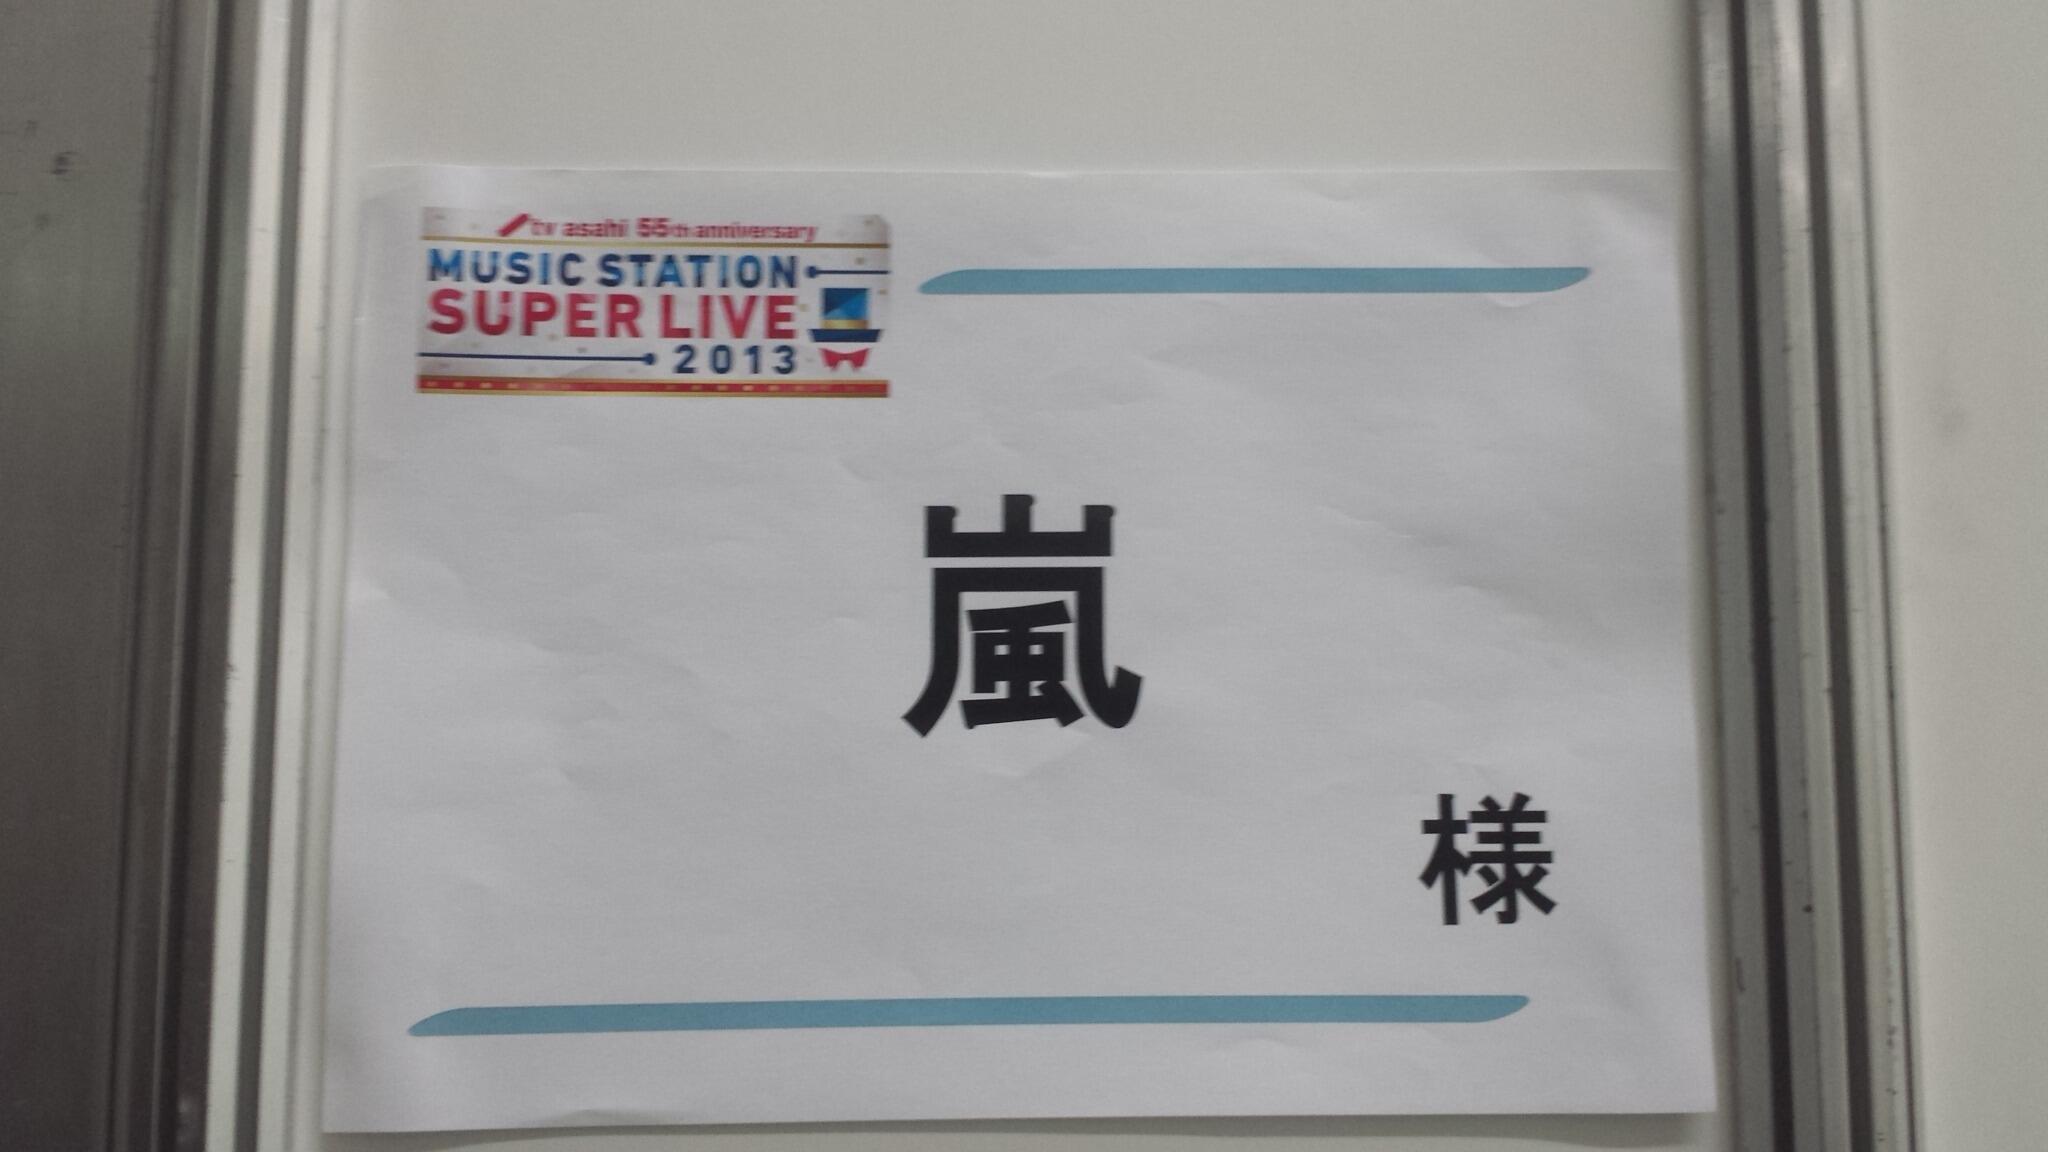 tv asahi 55th anniversary
MUSIC STATION
SUPER LIVE
2013
嵐
様